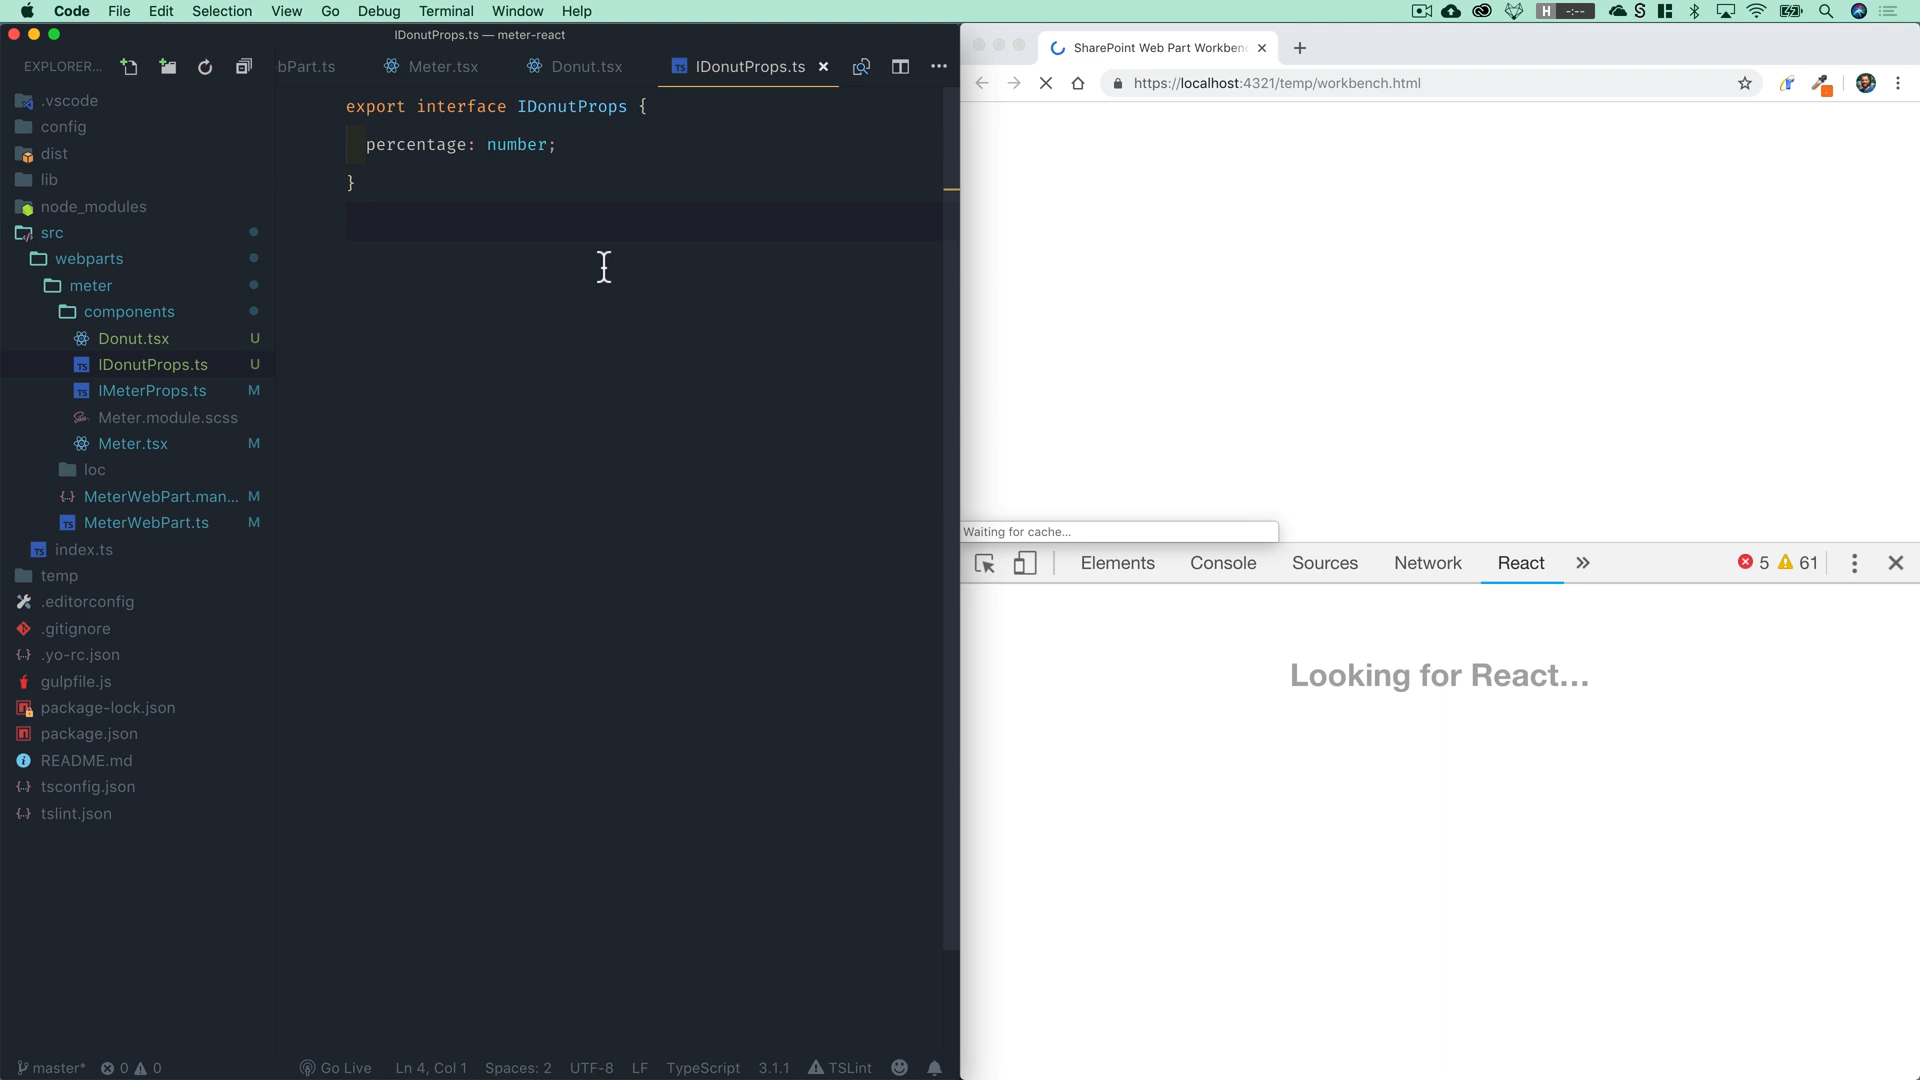 Code File Edit Selection View Go Debug Terminal Window Help
H -:--
IDonutProps.ts — meter-react
EXPLORER...
bPart.ts Meter.tsx Donut.tsx IDonutProps.ts
.vscode
config
dist
lib
node_modules
src
webparts
meter
components
Donut.tsx U
IDonutProps.ts U
IMeterProps.ts M
Meter.module.scss
Meter.tsx M
loc
MeterWebPart.man... M
MeterWebPart.ts M
index.ts
temp
.editorconfig
.gitignore
.yo-rc.json
gulpfile.js
package-lock.json
package.json
README.md
tsconfig.json
tslint.json
export interface IDonutProps {
percentage: number;
}
master* 0 0 Go Live Ln 4, Col 1 Spaces: 2 UTF-8 LF TypeScript 3.1.1 TSLint
SharePoint Web Part Workben
https://localhost:4321/temp/workbench.html
Waiting for cache...
Elements Console Sources Network React » 5 61
Looking for React...